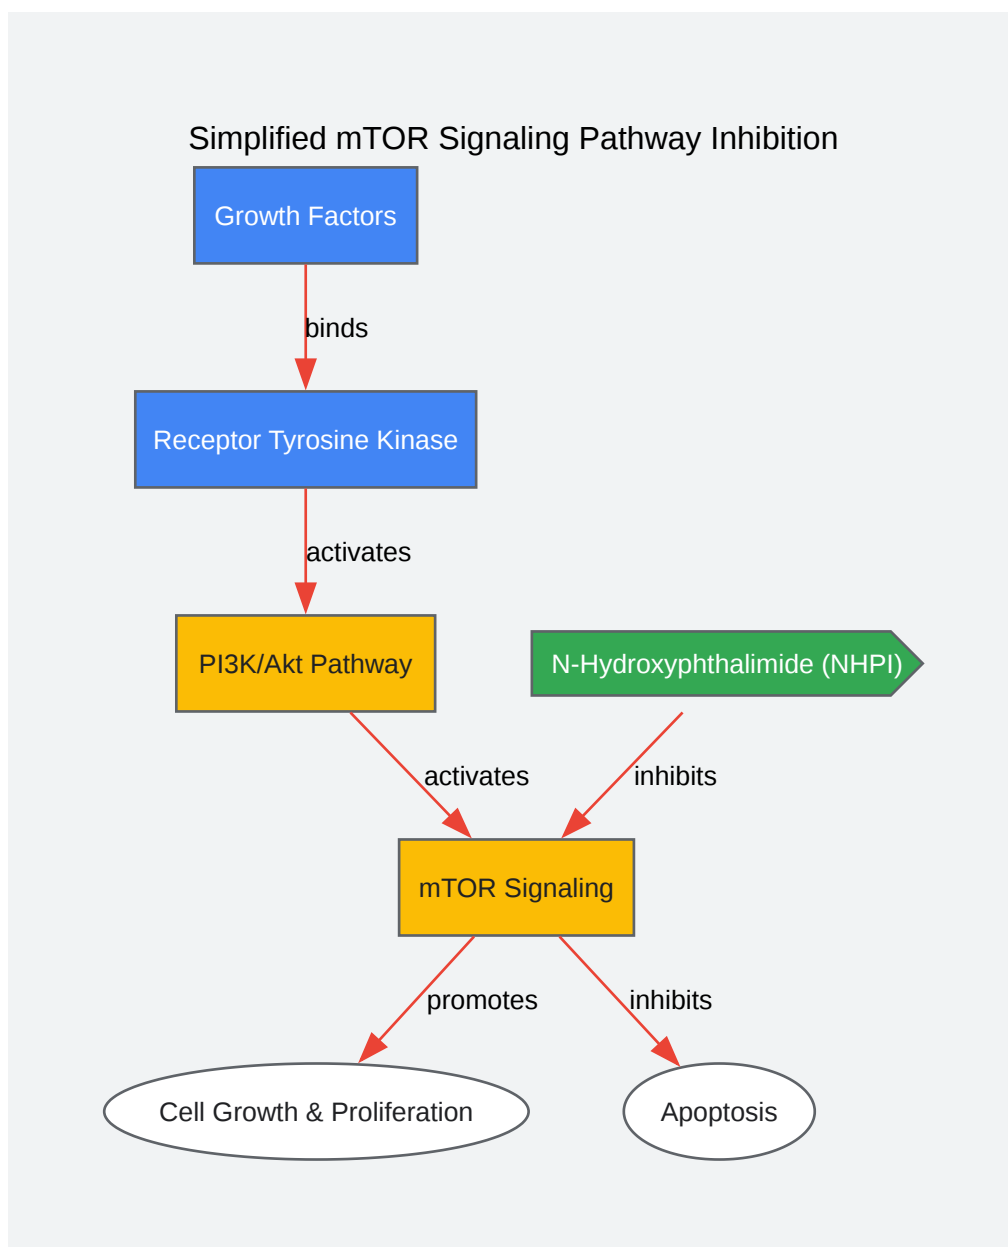 Simplified mTOR Signaling Pathway Inhibition
Growth Factors
binds
Receptor Tyrosine Kinase
activates
PI3K/Akt Pathway
N-Hydroxyphthalimide (NHPI)
activates
inhibits
mTOR Signaling
promotes
inhibits
Cell Growth & Proliferation
Apoptosis